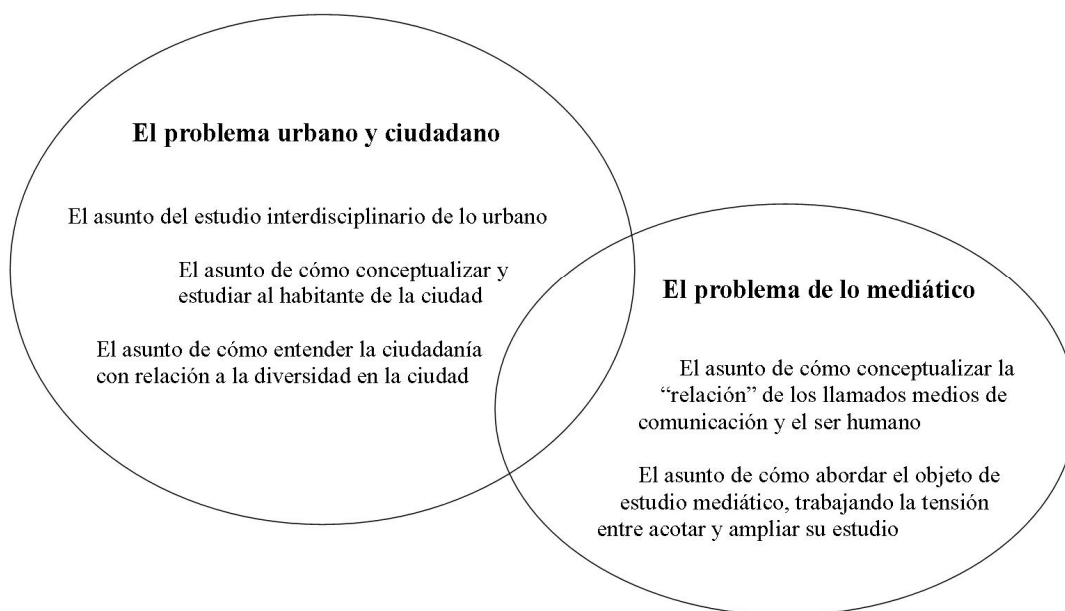 El problema urbano y ciudadano
El asunto del estudio interdisciplinario de lo urbano
El asunto de cómo conceptualizar y
estudiar al habitante de la ciudad
El asunto de cómo entender la ciudadanía
con relación a la diversidad en la ciudad
El problema de lo mediático
El asunto de cómo conceptualizar la
“relación” de los llamados medios de
comunicación y el ser humano
El asunto de cómo abordar el objeto de
estudio mediático, trabajando la tensión
entre acotar y ampliar su estudio